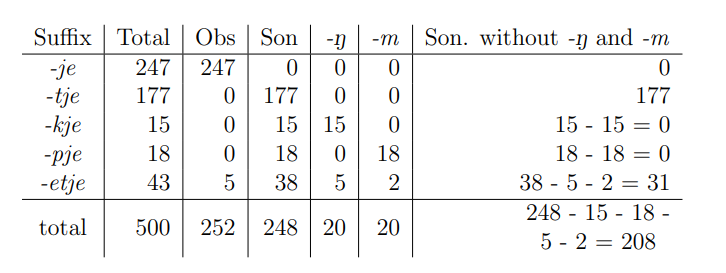 Suffix Total Obs Son -ŋ -m Son. without -ŋ and -m
-je 247 247 0 0 0 0
-tje 177 0 177 0 0 177
-kje 15 0 15 15 0 15 - 15 = 0
-pje 18 0 18 0 18 18 - 18 = 0
-etje 43 5 38 5 2 38 - 5 - 2 = 31
total 500 252 248 20 20 248 - 15 - 18 -
5 - 2 = 208